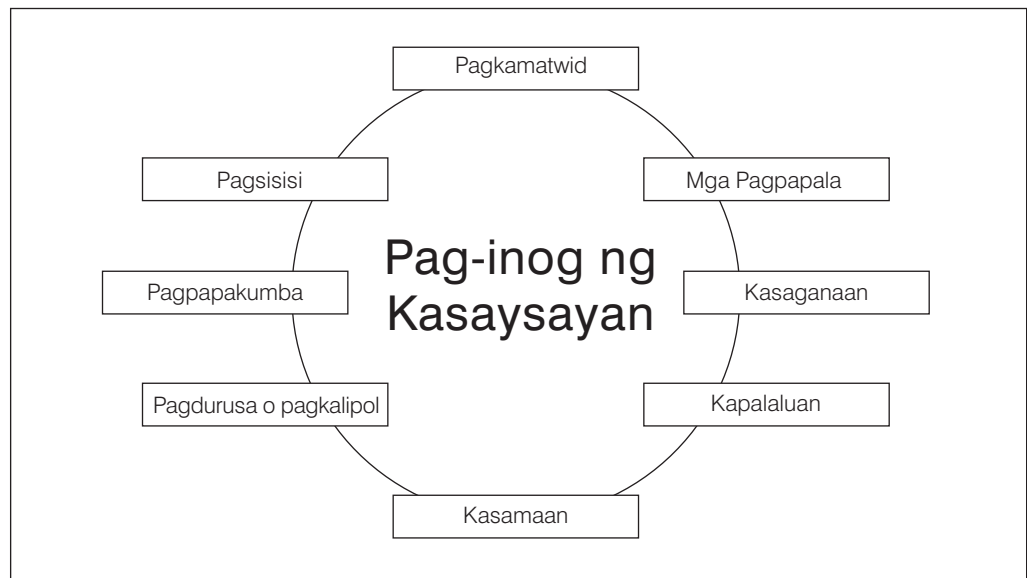 Pagkamatwid
Pagsisisi
Mga Pagpapala
Pag-inog ng
Kasaysayan
Pagpapakumba
Kasaganaan
Pagdurusa o pagkalipol
Kapalaluan
Kasamaan